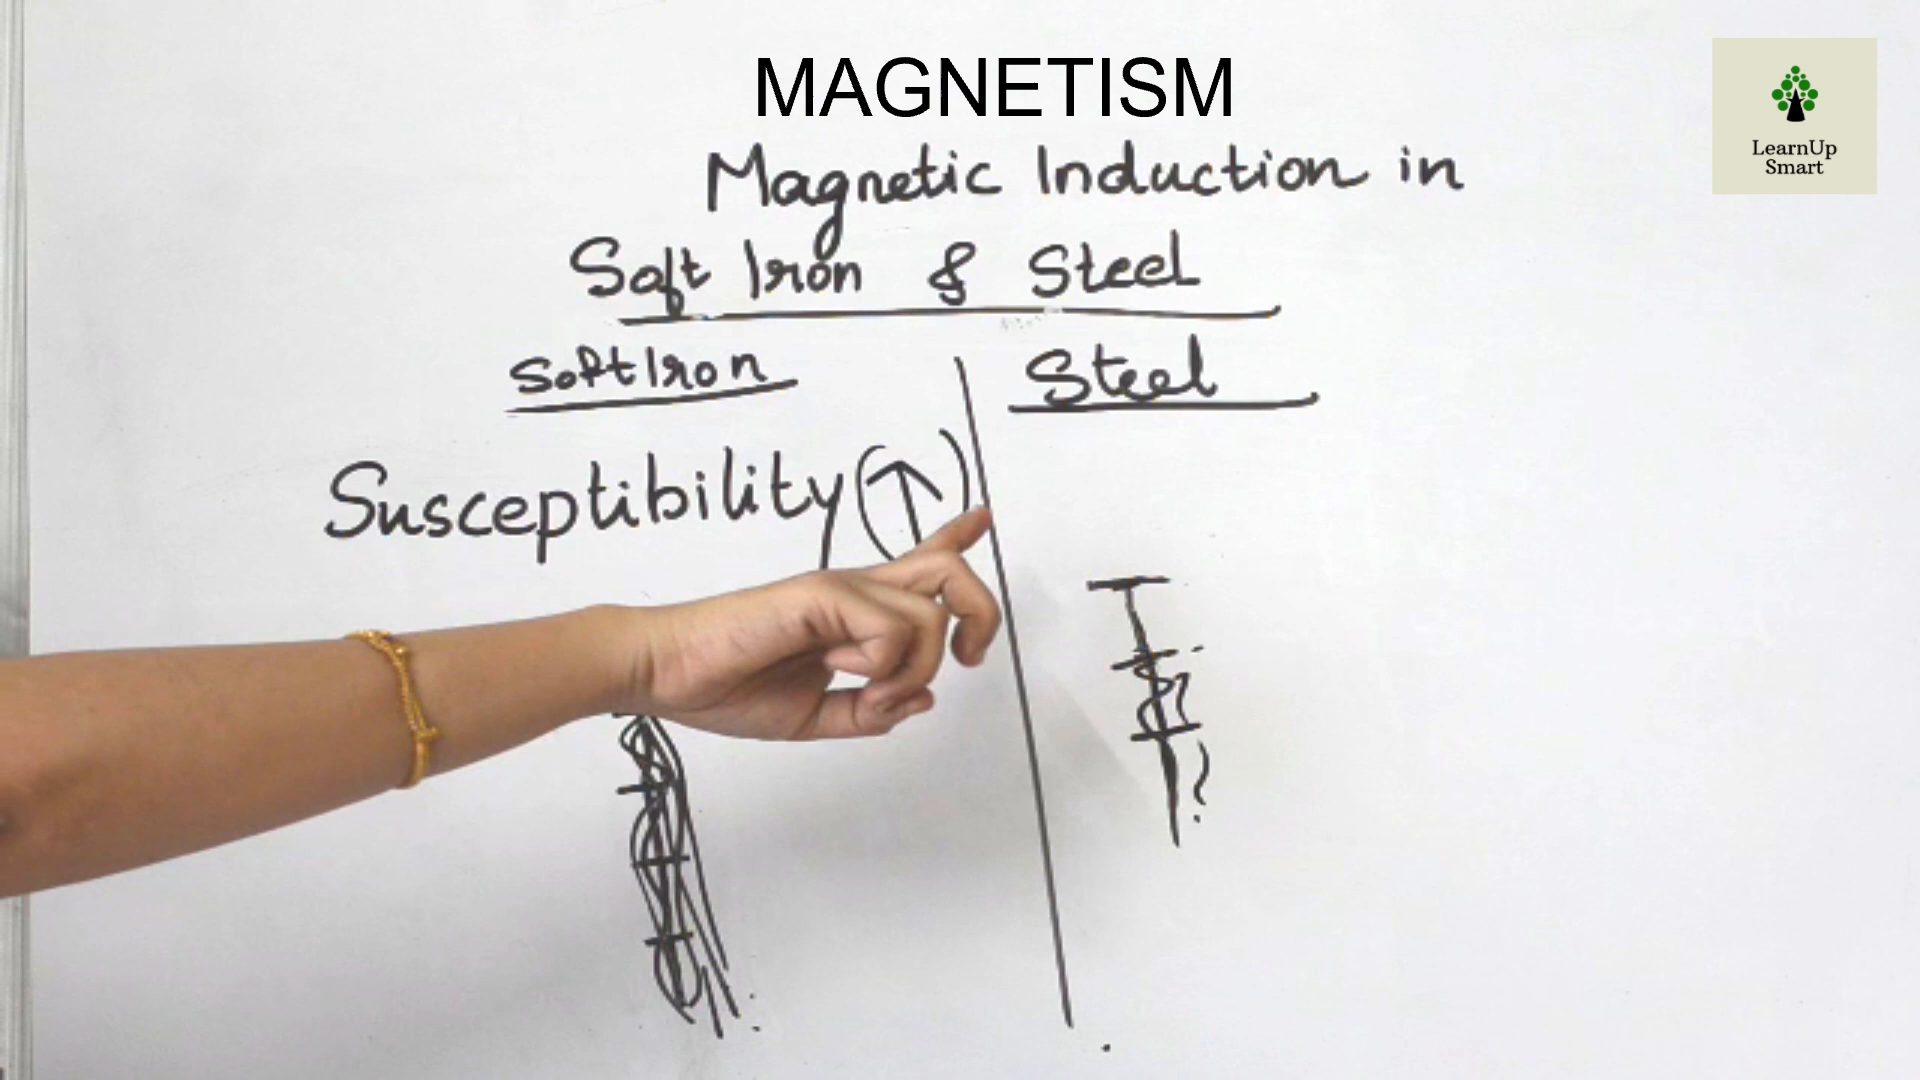 MAGNETISM
LearnUp
Smart
Magnetic Induction in
Soft Iron & Steel
Soft Iron
Steel
Susceptibility (↑)